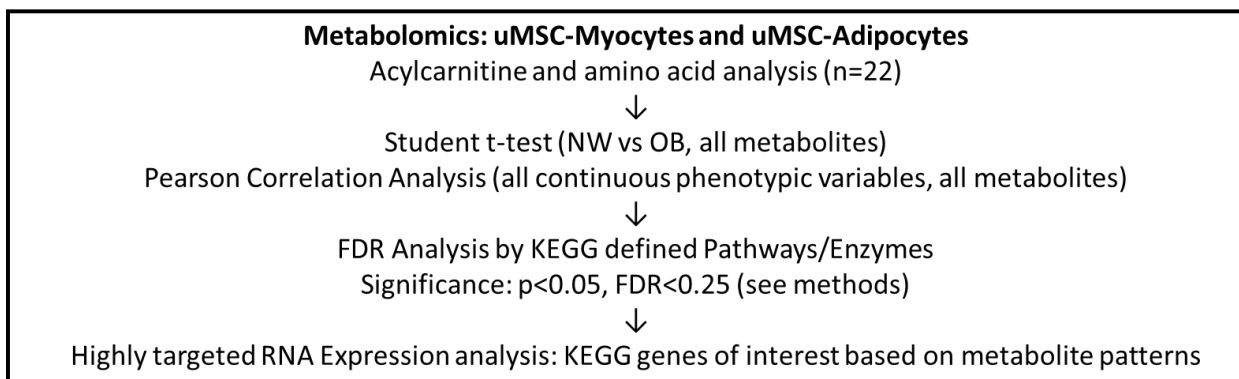 Metabolomics: uMSC-Myocytes and uMSC-Adipocytes
Acylcarnitine and amino acid analysis (n=22)
↓
Student t-test (NW vs OB, all metabolites)
Pearson Correlation Analysis (all continuous phenotypic variables, all metabolites)
↓
FDR Analysis by KEGG defined Pathways/Enzymes
Significance: p<0.05, FDR<0.25 (see methods)
↓
Highly targeted RNA Expression analysis: KEGG genes of interest based on metabolite patterns